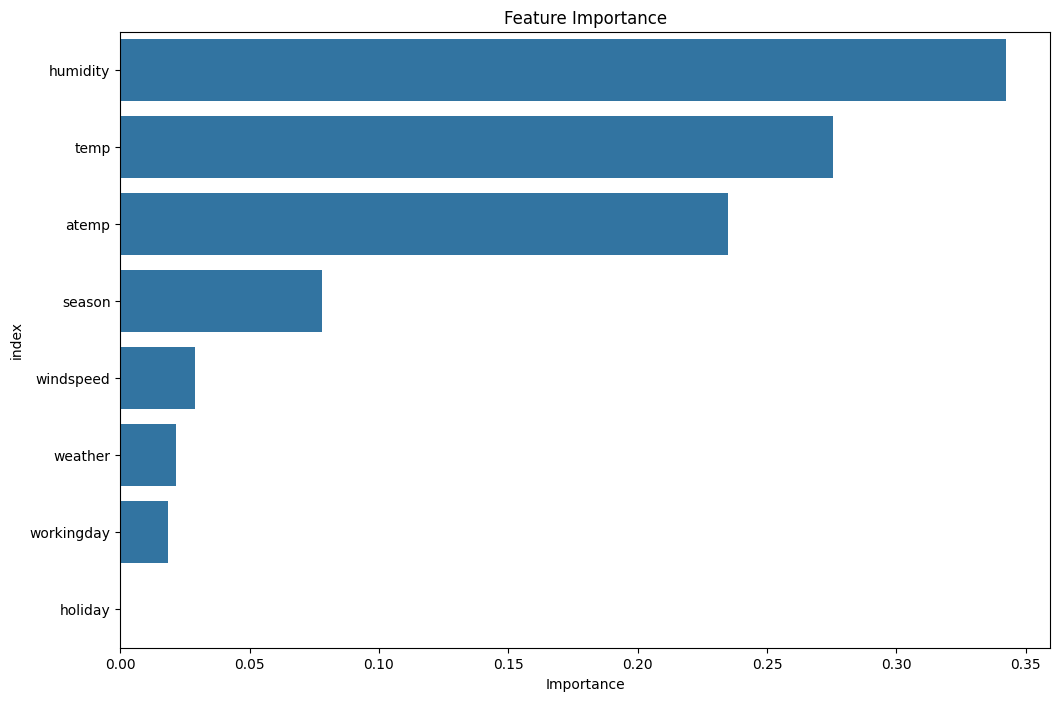 Feature Importance
humidity
temp
atemp
season
windspeed
weather
workingday
holiday
index
0.00 0.05 0.10 0.15 0.20 0.25 0.30 0.35
Importance